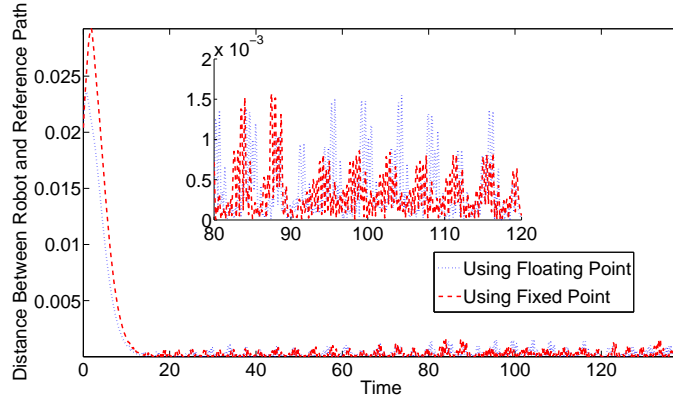 Distance Between Robot and Reference Path
0.025
0.02
0.015
0.01
0.005
0 20 40 60 80 100 120
Time
2 x 10^-3
1.5
1
0.5
0
80 90 100 110 120
Using Floating Point
Using Fixed Point